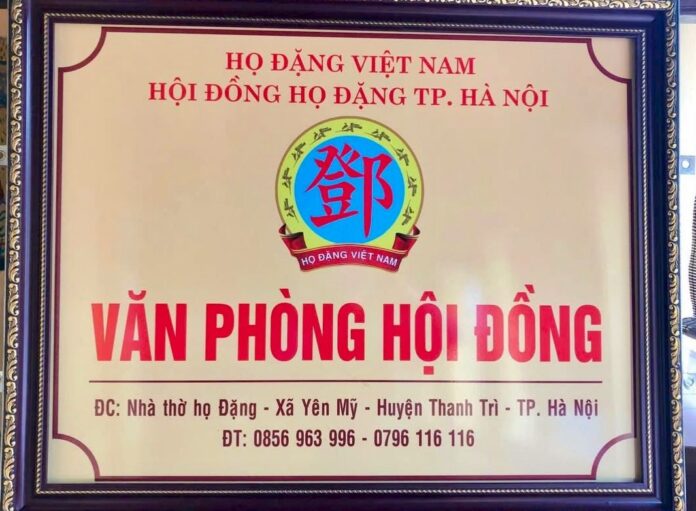 HỌ ĐẶNG VIỆT NAM
HỘI ĐỒNG HỌ ĐẶNG TP. HÀ NỘI
鄧
HỌ ĐẶNG VIỆT NAM
VĂN PHÒNG HỘI ĐỒNG
ĐC: Nhà thờ họ Đặng - Xã Yên Mỹ - Huyện Thanh Trì - TP. Hà Nội
ĐT: 0856 963 996 - 0796 116 116